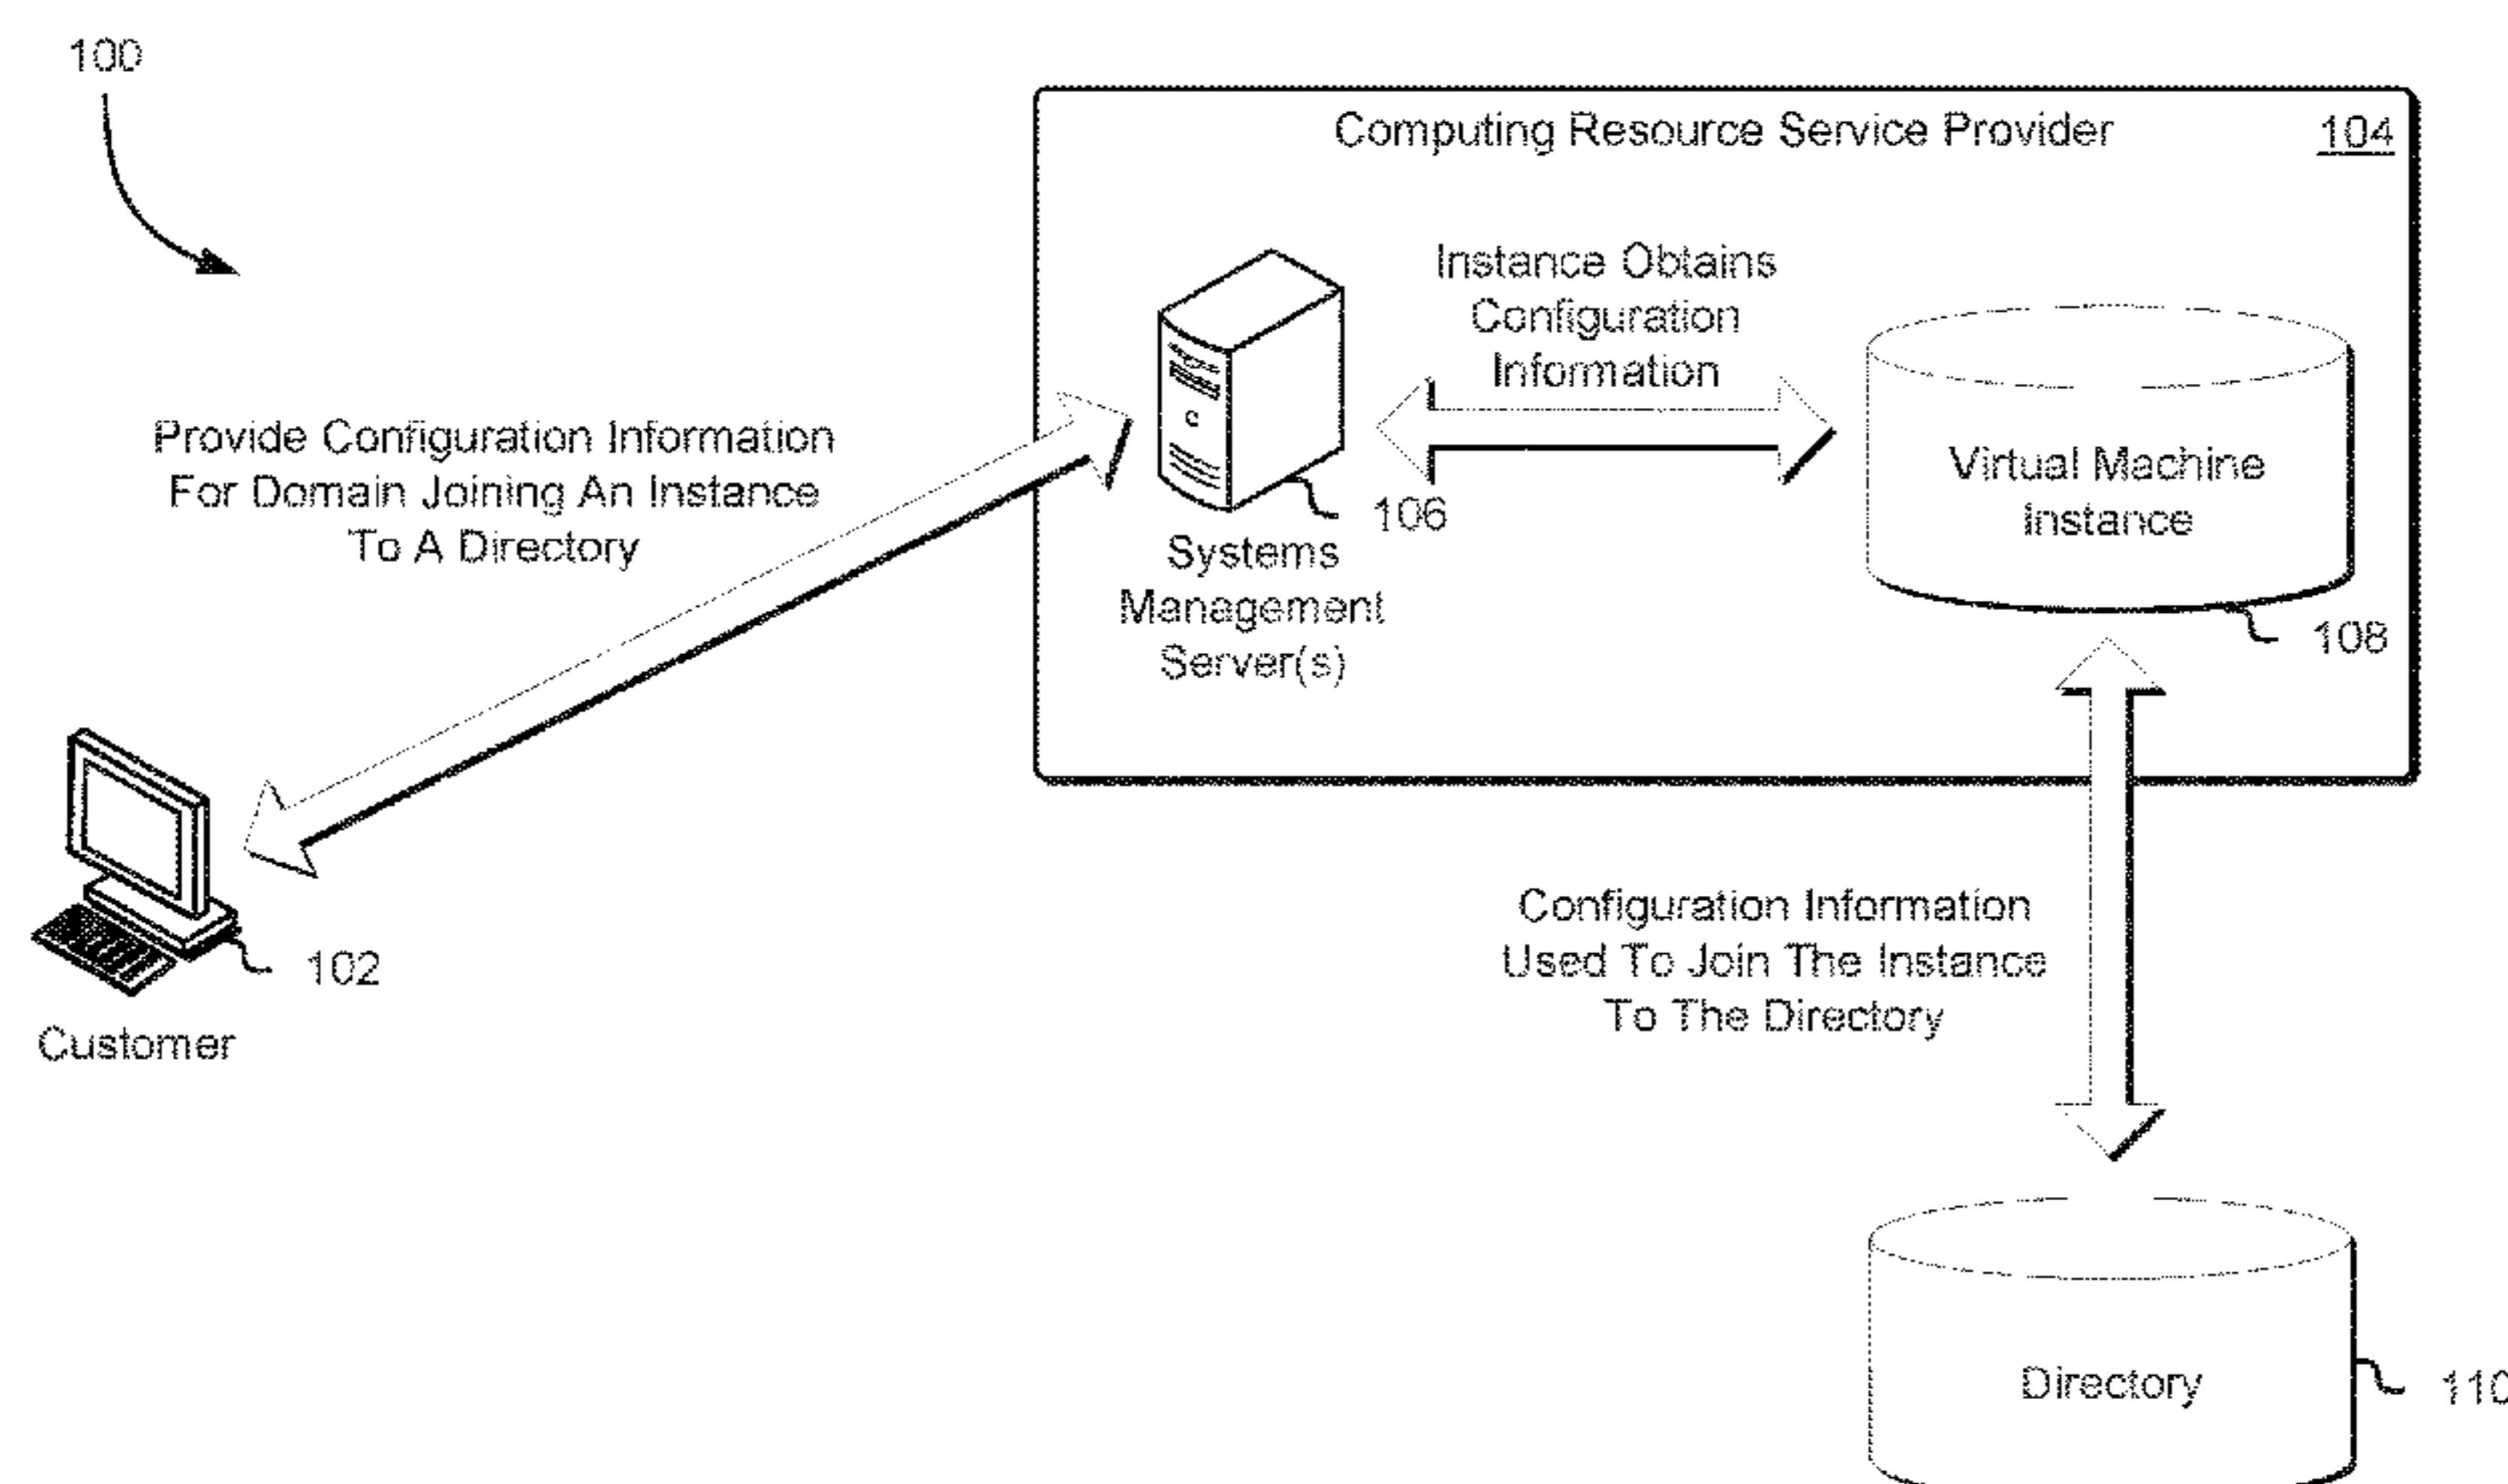 100
Computing Resource Service Provider 104
Instance Obtains
Configuration
Information
Provide Configuration Information
For Domain Joining An Instance
To A Directory
Virtual Machine
Instance
106
Systems
Management
Server(s)
108
Configuration Information
Used To Join The Instance
To The Directory
102
Customer
Directory
110